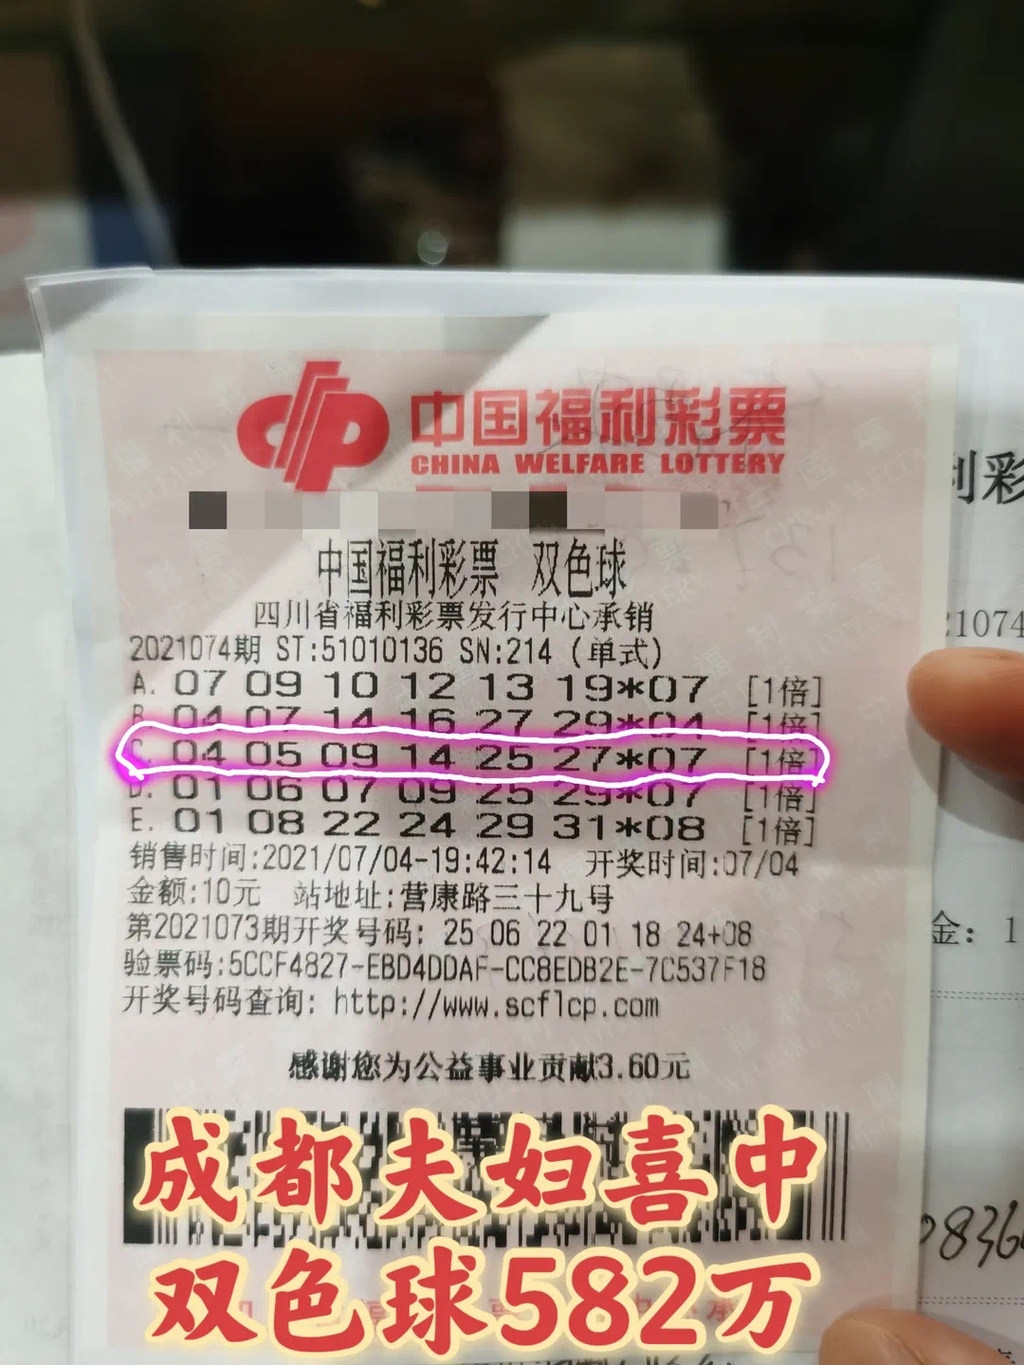 中国福利彩票
CHINA WELFARE LOTTERY
利彩
中国福利彩票 双色球
四川省福利彩票发行中心承销
2021074期 ST:51010136 SN:214 (单式)
21074
A. 07 09 10 12 13 19*07 [1倍]
B. 04 07 14 16 27 29*04 [1倍]
C. 04 05 09 14 25 27*07 [1倍]
D. 01 06 07 09 25 29*07 [1倍]
E. 01 08 22 24 29 31*08 [1倍]
销售时间:2021/07/04-19:42:14 开奖时间:07/04
金额:10元 站地址:营康路三十九号
第2021073期开奖号码: 25 06 22 01 18 24+08
金: 1
验票码:5CCF4827-EBD4DDAF-CC8EDB2E-7C537F18
开奖号码查询: http://www.scflcp.com
感谢您为公益事业贡献3.60元
成都夫妇喜中
双色球582万